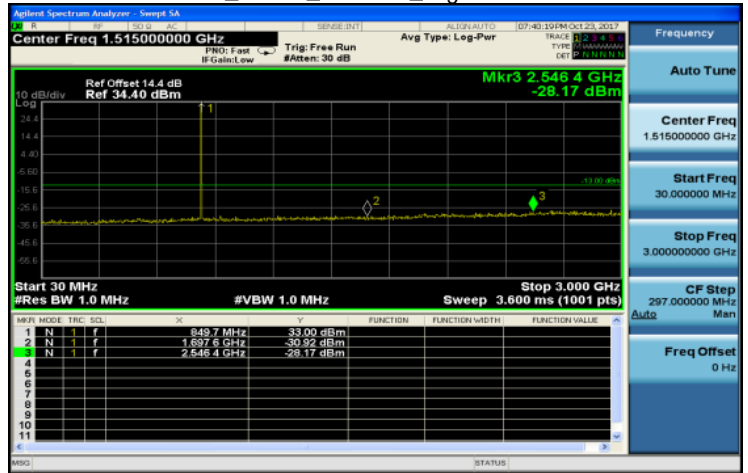 Agilent Spectrum Analyzer - Swept SA
R RF 50 Ω AC SENSE:INT ALIGN AUTO 07:40:19 PM Oct 23, 2017
Center Freq 1.515000000 GHz Avg Type: Log-Pwr TRACE 1 2 3 4 5 6
PNO: Fast Trig: Free Run TYPE MWWWWW
IFGain:Low #Atten: 30 dB DET P N N N N N
Ref Offset 14.4 dB Mkr3 2.546 4 GHz
10 dB/div Ref 34.40 dBm -28.17 dBm
Log
1
24.4
14.4
4.40
-5.60
-13.00 dBm
-15.6
-25.6
2
3
-35.6
-45.6
-55.6
Start 30 MHz Stop 3.000 GHz
#Res BW 1.0 MHz #VBW 1.0 MHz Sweep 3.600 ms (1001 pts)
MKR MODE TRC SCL X Y FUNCTION FUNCTION WIDTH FUNCTION VALUE
1 N 1 f 849.7 MHz 33.00 dBm
2 N 1 f 1.697 6 GHz -30.92 dBm
3 N 1 f 2.546 4 GHz -28.17 dBm
4
5
6
7
8
9
10
11
MSG STATUS
Frequency
Auto Tune
Center Freq
1.515000000 GHz
Start Freq
30.000000 MHz
Stop Freq
3.000000000 GHz
CF Step
297.000000 MHz
Auto Man
Freq Offset
0 Hz